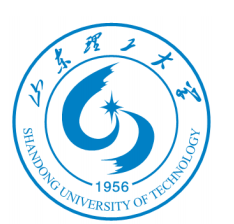 山东理工大学
1956
SHANDONG UNIVERSITY OF TECHNOLOGY